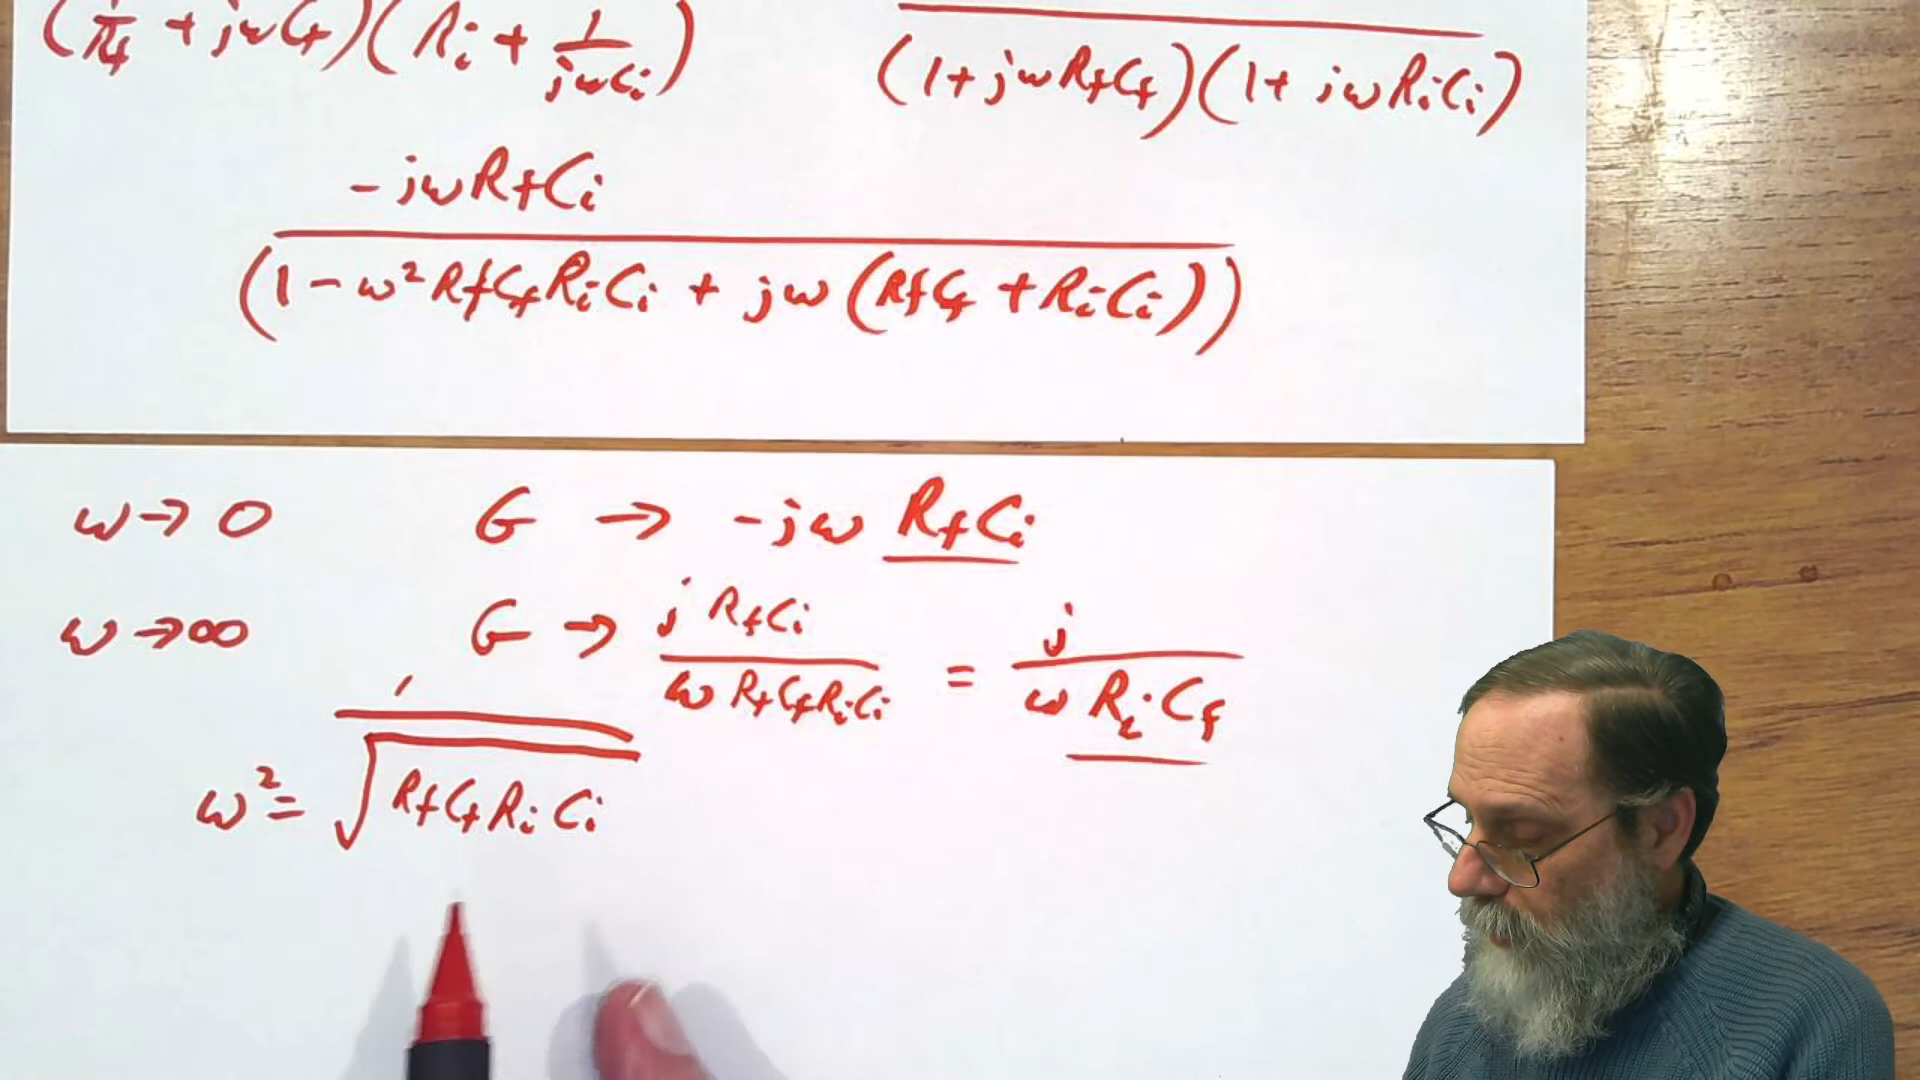 (1/Rf + jωCf)(Ri + 1/jωCi)
(1 + jωRfCf)(1 + jωRiCi)
-jωRfCi
(1 - ω²RfCfRiCi + jω(RfCf + RiCi))
ω → 0 G → -jω RfCi
ω → ∞ G → j RfCi / ω RfCfRiCi = j / ω RiCf
ω² = 1 / √RfCfRiCi